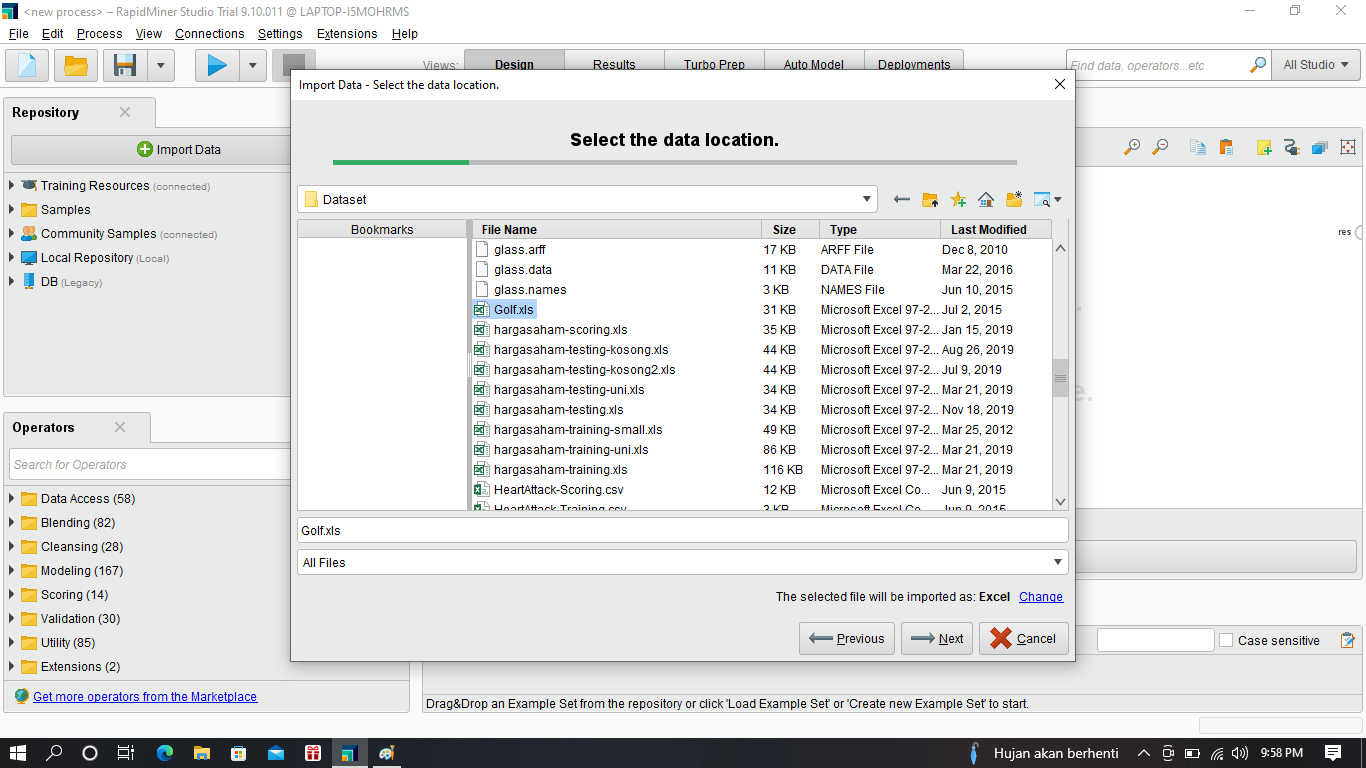 <new process> – RapidMiner Studio Trial 9.10.011 @ LAPTOP-I5MOHRMS
File Edit Process View Connections Settings Extensions Help
Views: Design Results Turbo Prep Auto Model Deployments Find data, operators...etc All Studio
Import Data - Select the data location.
Repository
Select the data location.
Import Data
Training Resources (connected)
Samples
Community Samples (connected)
Local Repository (Local)
DB (Legacy)
Dataset
Bookmarks
File Name Size Type Last Modified
glass.arff 17 KB ARFF File Dec 8, 2010
glass.data 11 KB DATA File Mar 22, 2016
glass.names 3 KB NAMES File Jun 10, 2015
Golf.xls 31 KB Microsoft Excel 97-2... Jul 2, 2015
hargasaham-scoring.xls 35 KB Microsoft Excel 97-2... Jan 15, 2019
hargasaham-testing-kosong.xls 44 KB Microsoft Excel 97-2... Aug 26, 2019
hargasaham-testing-kosong2.xls 44 KB Microsoft Excel 97-2... Jul 9, 2019
hargasaham-testing-uni.xls 34 KB Microsoft Excel 97-2... Mar 21, 2019
hargasaham-testing.xls 34 KB Microsoft Excel 97-2... Nov 18, 2019
hargasaham-training-small.xls 49 KB Microsoft Excel 97-2... Mar 25, 2012
hargasaham-training-uni.xls 86 KB Microsoft Excel 97-2... Mar 21, 2019
hargasaham-training.xls 116 KB Microsoft Excel 97-2... Mar 21, 2019
HeartAttack-Scoring.csv 12 KB Microsoft Excel Co... Jun 9, 2015
HeartAttack-Training.csv 3 KB Microsoft Excel Co... Jun 9, 2015
res
Golf.xls
All Files
The selected file will be imported as: Excel Change
Previous Next Cancel
Operators
Search for Operators
Data Access (58)
Blending (82)
Cleansing (28)
Modeling (167)
Scoring (14)
Validation (30)
Utility (85)
Extensions (2)
Get more operators from the Marketplace
Case sensitive
Drag&Drop an Example Set from the repository or click 'Load Example Set' or 'Create new Example Set' to start.
Hujan akan berhenti 9:58 PM